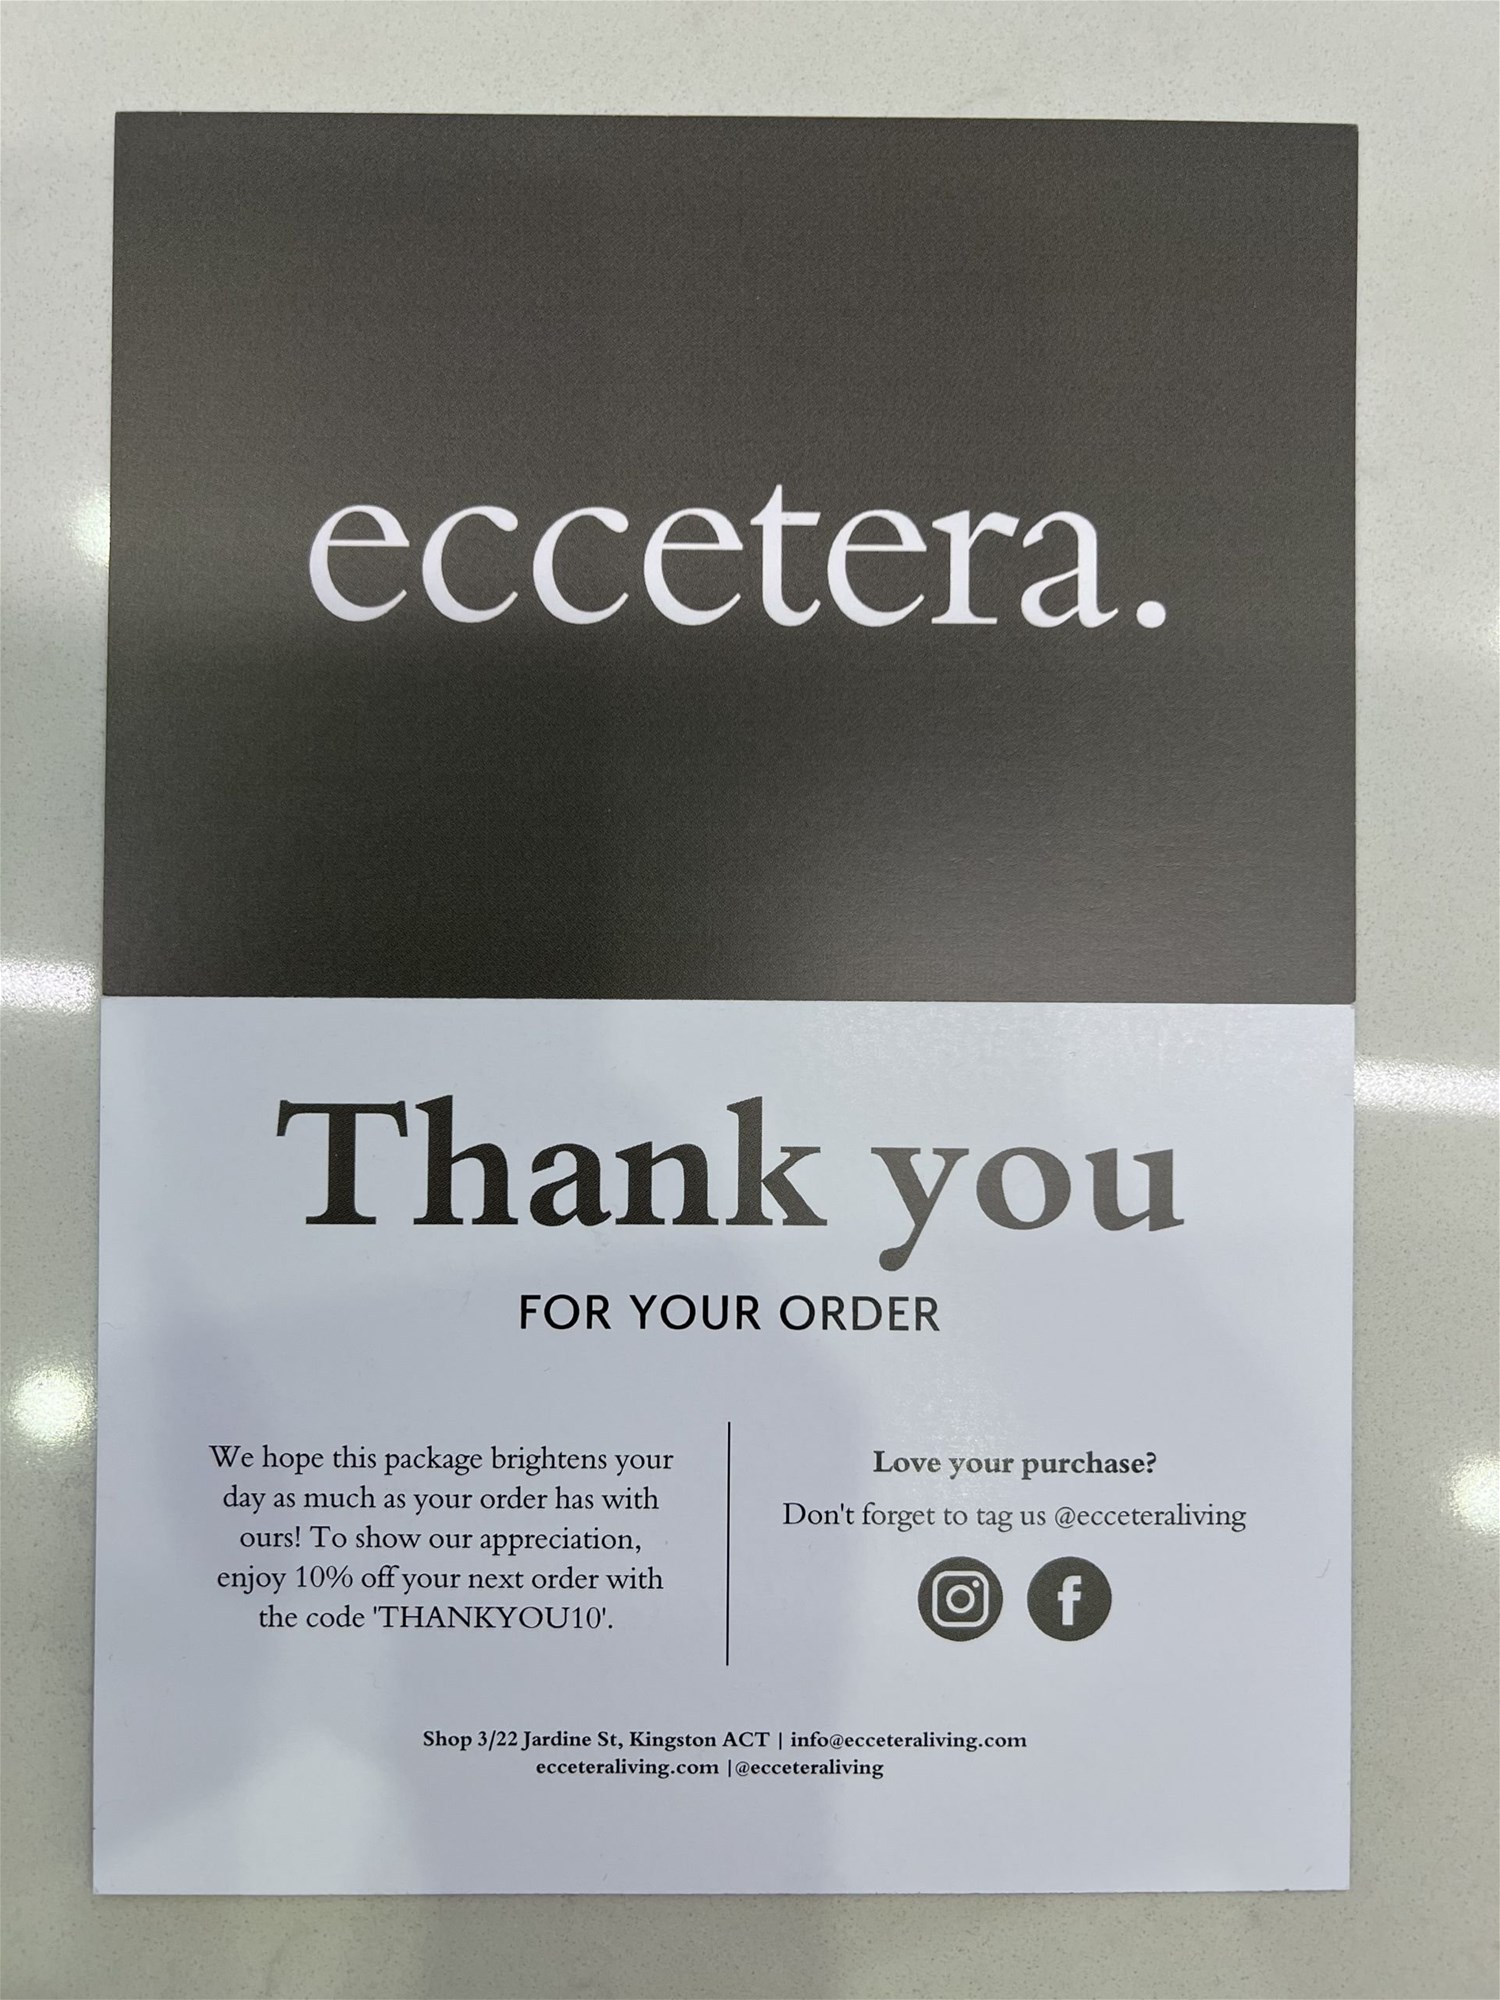 eccetera.
Thank you
FOR YOUR ORDER
We hope this package brightens your
day as much as your order has with
ours! To show our appreciation,
enjoy 10% off your next order with
the code 'THANKYOU10'.
Love your purchase?
Don't forget to tag us @ecceteraliving
Shop 3/22 Jardine St, Kingston ACT | info@ecceteraliving.com
ecceteraliving.com |@ecceteraliving